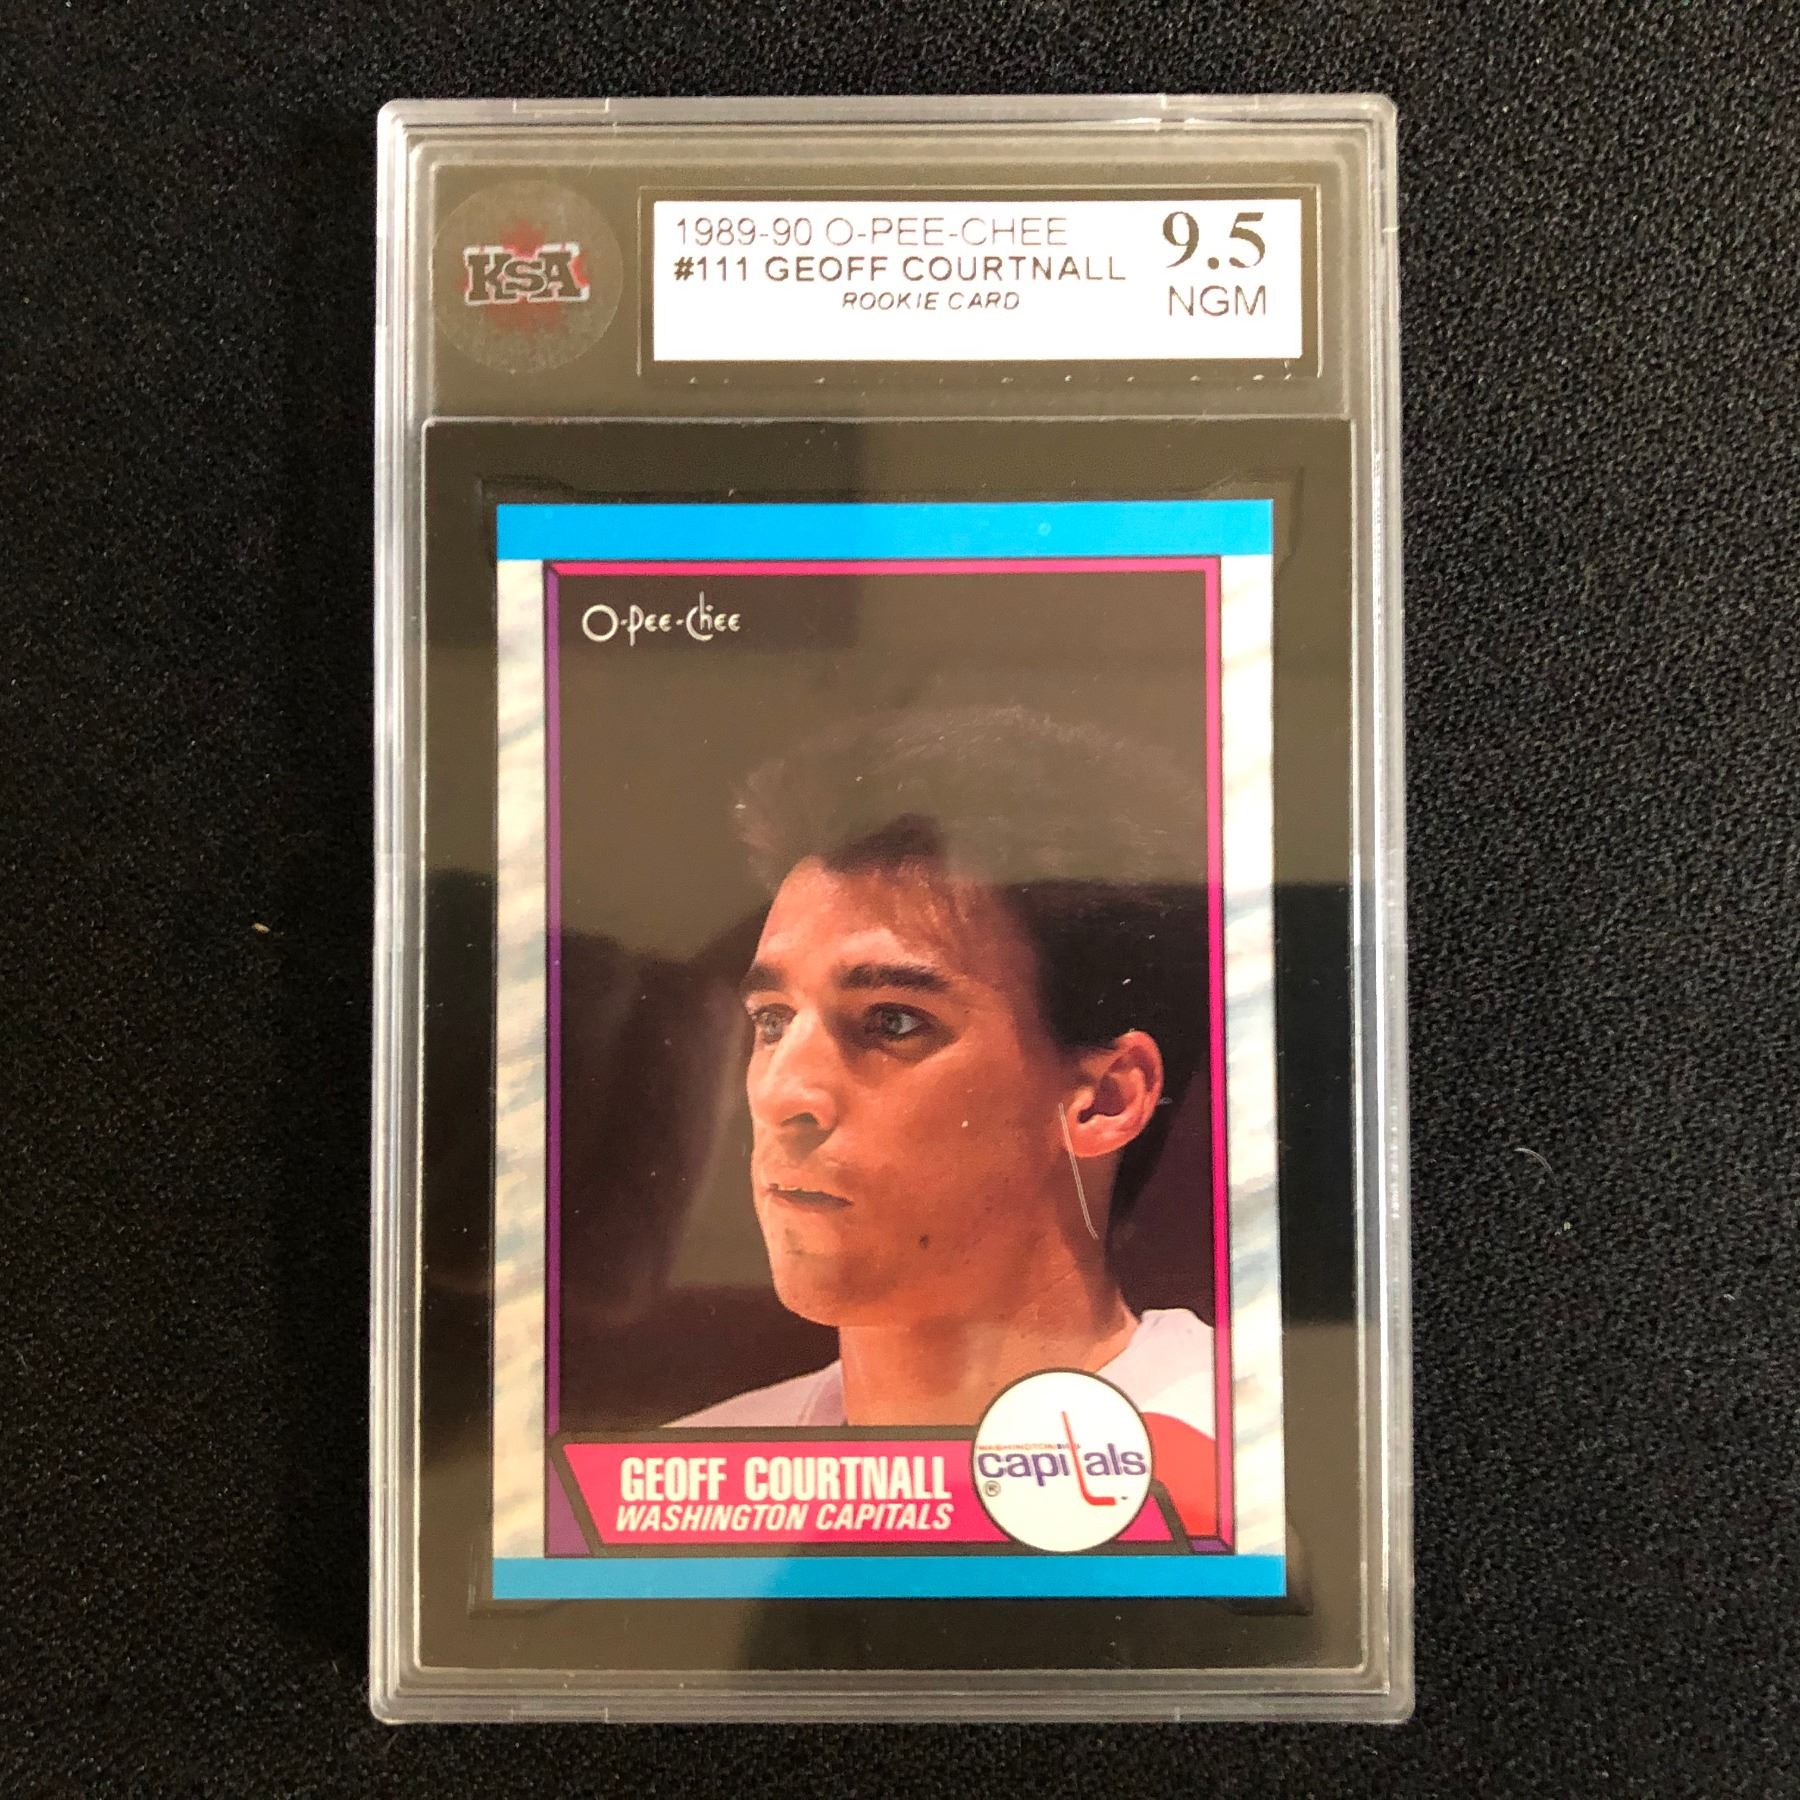 KSA
1989-90 O-PEE-CHEE
#111 GEOFF COURTNALL
ROOKIE CARD
9.5
NGM
O-Pee-Chee
WASHINGTON
capitals
®
GEOFF COURTNALL
WASHINGTON CAPITALS